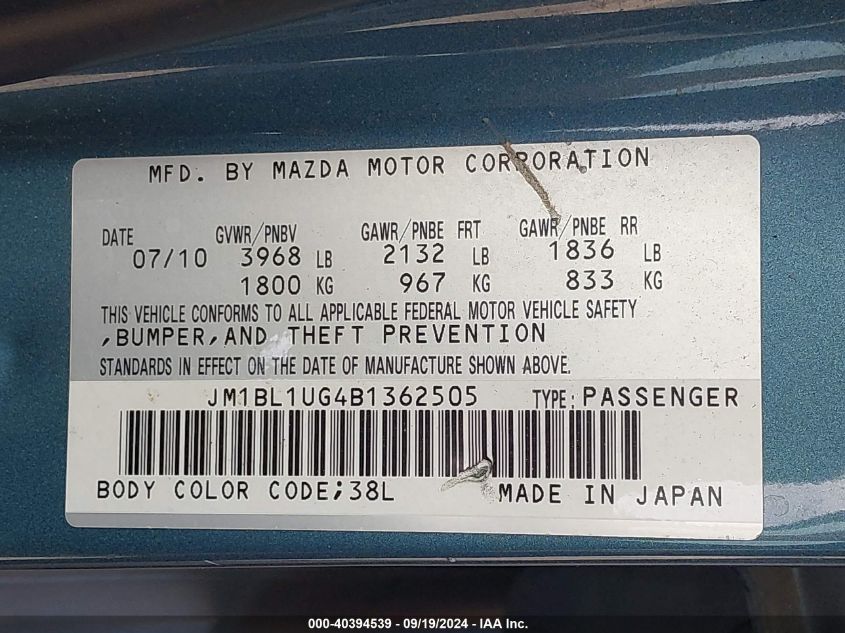 MFD. BY MAZDA MOTOR CORPORATION
DATE GVWR/PNBV GAWR/PNBE FRT GAWR/PNBE RR
07/10 3968 LB 2132 LB 1836 LB
1800 KG 967 KG 833 KG
THIS VEHICLE CONFORMS TO ALL APPLICABLE FEDERAL MOTOR VEHICLE SAFETY
,BUMPER,AND THEFT PREVENTION
STANDARDS IN EFFECT ON THE DATE OF MANUFACTURE SHOWN ABOVE.
JM1BL1UG4B1362505 TYPE:PASSENGER
BODY COLOR CODE;38L MADE IN JAPAN
000-40394539 - 09/19/2024 - IAA Inc.